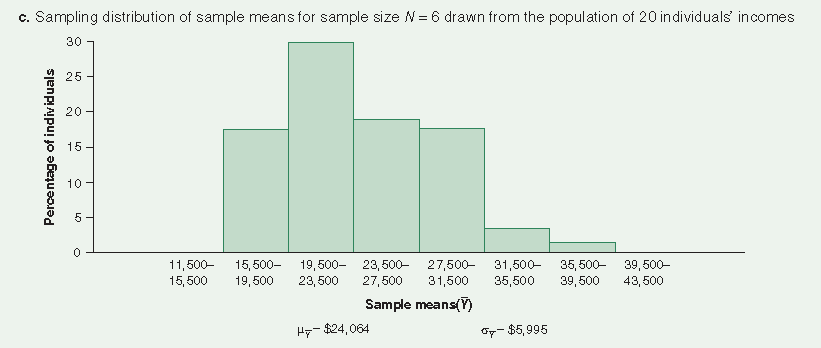 c. Sampling distribution of sample means for sample size N = 6 drawn from the population of 20 individuals’ incomes
Percentage of individuals
30
25
20
15
10
5
0
11,500– 15,500– 19,500– 23,500– 27,500– 31,500– 35,500– 39,500–
15,500 19,500 23,500 27,500 31,500 35,500 39,500 43,500
Sample means(Ȳ)
μȲ– $24,064 σȲ– $5,995